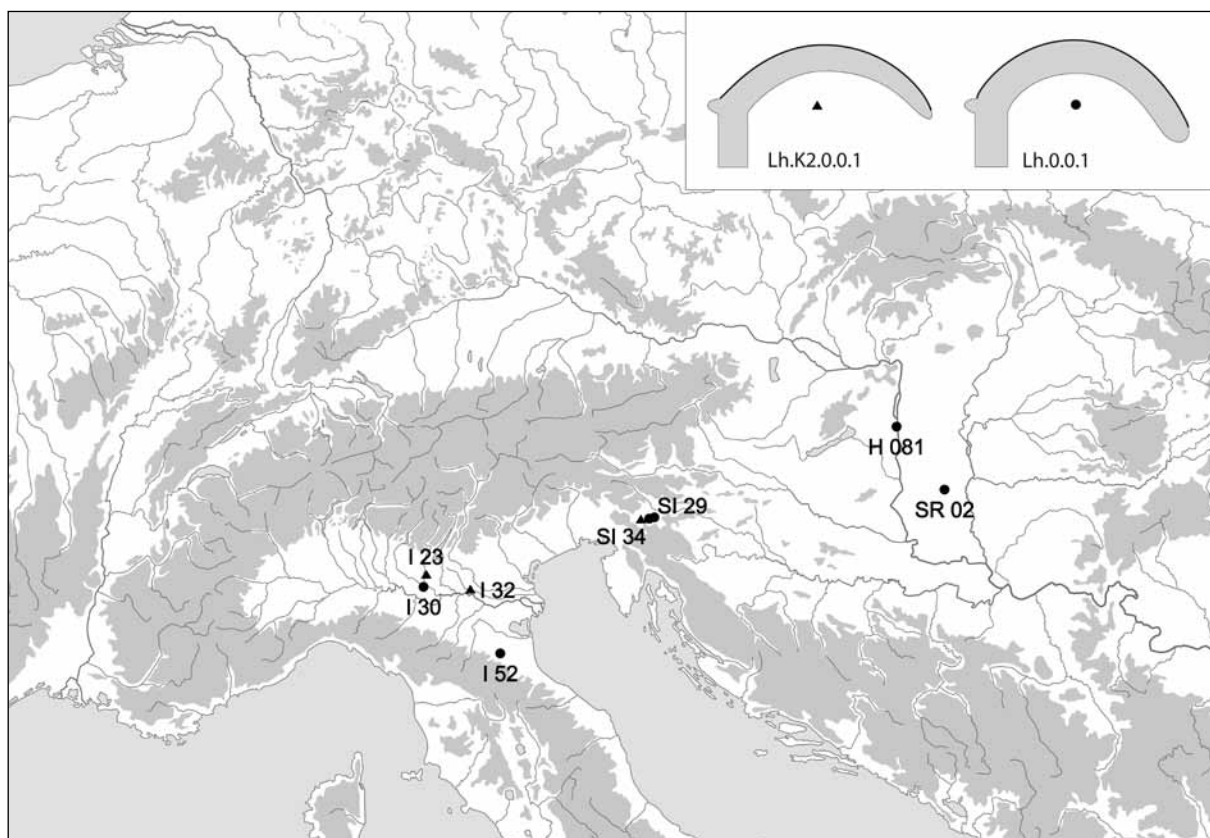 Lh.K2.0.0.1
Lh.0.0.1
H 081
SR 02
SI 29
SI 34
I 23
I 30
I 32
I 52